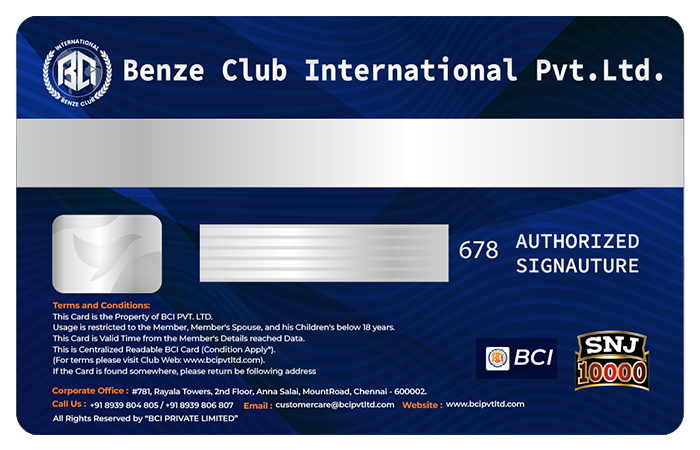 INTERNATIONAL
BCI
BENZE CLUB
Benze Club International Pvt.Ltd.
678
AUTHORIZED
SIGNAUTURE
Terms and Conditions:
This Card is the Property of BCI PVT. LTD.
Usage is restricted to the Member, Member's Spouse, and his Children's below 18 years.
This Card is Valid Time from the Member's Details reached Data.
This is Centralized Readable BCI Card (Condition Apply*).
(For terms please visit Club Web: www.bcipvtltd.com).
If the Card is found somewhere, please return be following address
BCI
SNJ
10000
Corporate Office : #781, Rayala Towers, 2nd Floor, Anna Salai, MountRoad, Chennai - 600002.
Call Us : +91 8939 804 805 / +91 8939 806 807 Email : customercare@bcipvtltd.com Website : www.bcipvtltd.com
All Rights Reserved by “BCI PRIVATE LIMITED”